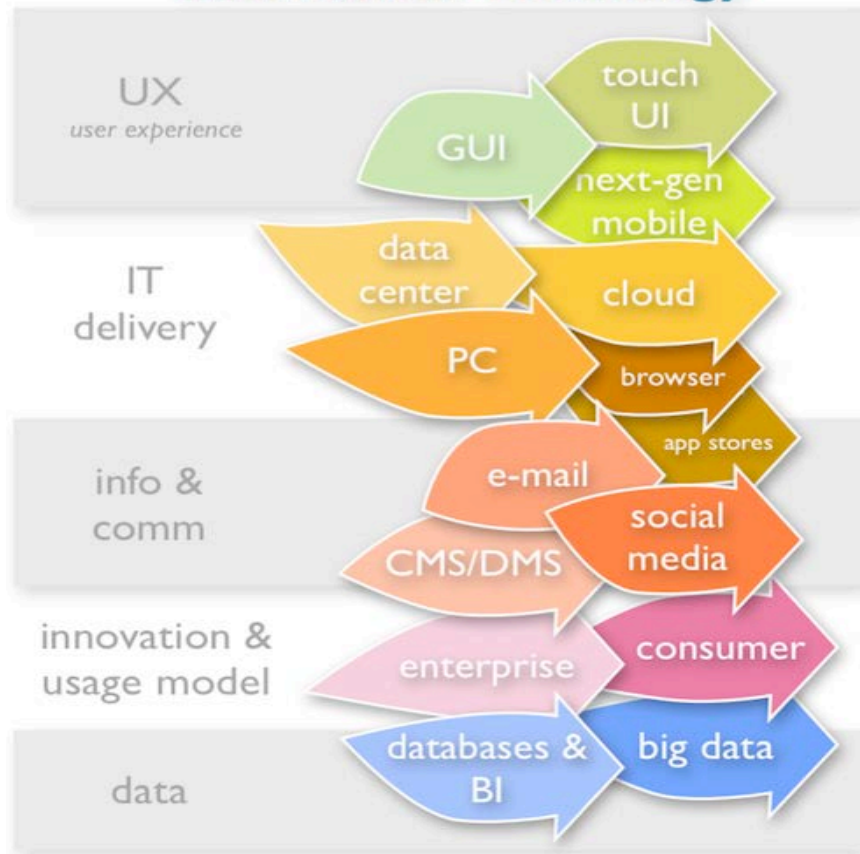 UX
user experience
touch
UI
GUI
next-gen
mobile
IT
delivery
data
center
cloud
PC
browser
app stores
info &
comm
e-mail
social
media
CMS/DMS
innovation &
usage model
enterprise
consumer
data
databases &
BI
big data